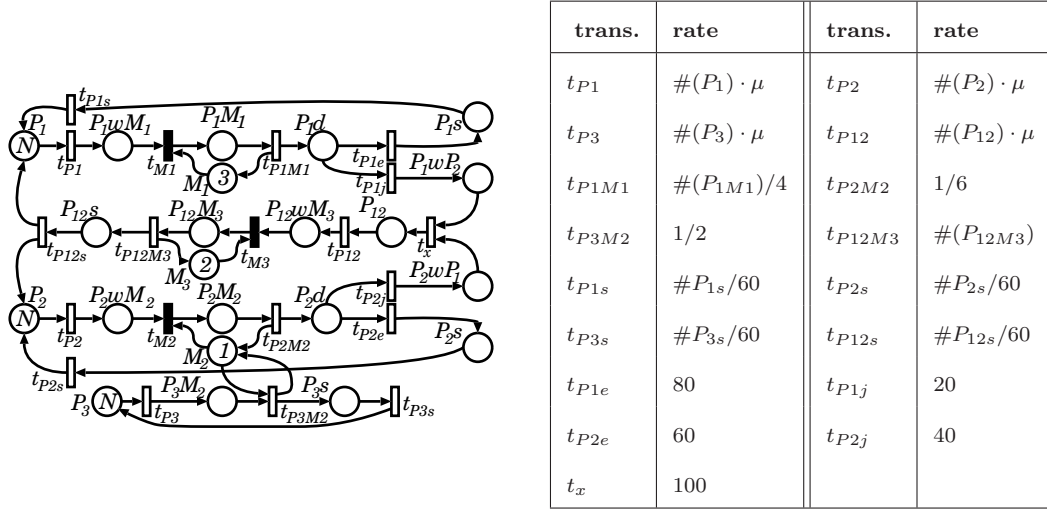 t_{P1s}
P_1 P_1wM_1 P_1M_1 P_1d P_1s
N
t_{P1} t_{M1} t_{P1M1} t_{P1e}
M_1 3 t_{P1j} P_1wP_2
P_{12}s P_{12}M_3 P_{12}wM_3 P_{12}
t_{P12s} t_{P12M3} t_{M3} t_{P12} t_x
M_3 2
P_2wP_1
P_2 P_2wM_2 P_2M_2 P_2d t_{P2j}
N
t_{P2} t_{M2} t_{P2M2} t_{P2e} P_2s
M_2 1
t_{P2s}
P_3M_2 P_3s
P_3 N t_{P3} t_{P3M2} t_{P3s}
trans. rate trans. rate
t_{P1} #(P_1) · μ t_{P2} #(P_2) · μ
t_{P3} #(P_3) · μ t_{P12} #(P_{12}) · μ
t_{P1M1} #(P_{1M1})/4 t_{P2M2} 1/6
t_{P3M2} 1/2 t_{P12M3} #(P_{12M3})
t_{P1s} #P_{1s}/60 t_{P2s} #P_{2s}/60
t_{P3s} #P_{3s}/60 t_{P12s} #P_{12s}/60
t_{P1e} 80 t_{P1j} 20
t_{P2e} 60 t_{P2j} 40
t_x 100